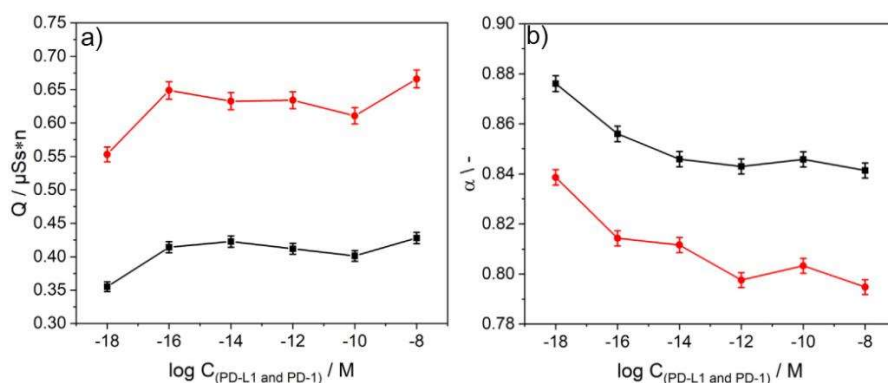 a)
0.75
0.70
0.65
0.60
0.55
0.50
0.45
0.40
0.35
0.30
Q / µSs*n
-18 -16 -14 -12 -10 -8
log C(PD-L1 and PD-1) / M
b)
0.90
0.88
0.86
0.84
0.82
0.80
0.78
α \ -
-18 -16 -14 -12 -10 -8
log C(PD-L1 and PD-1) / M